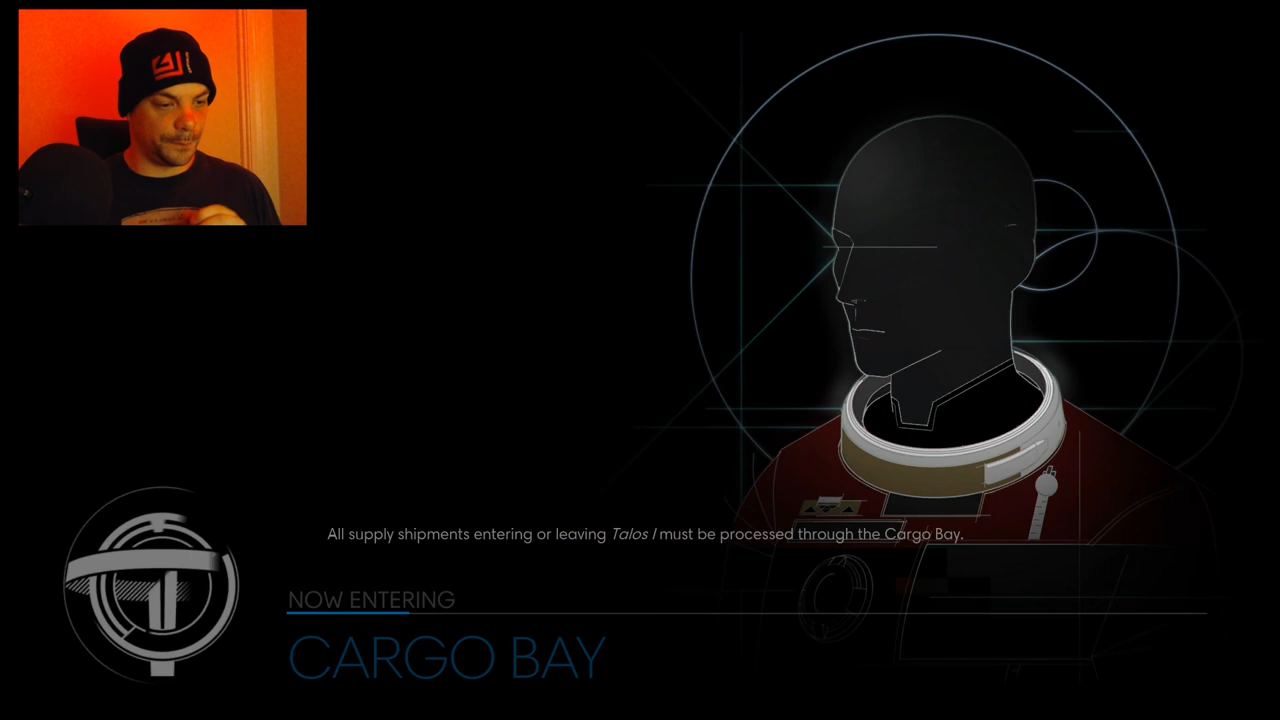 All supply shipments entering or leaving Talos I must be processed through the Cargo Bay.
NOW ENTERING
CARGO BAY